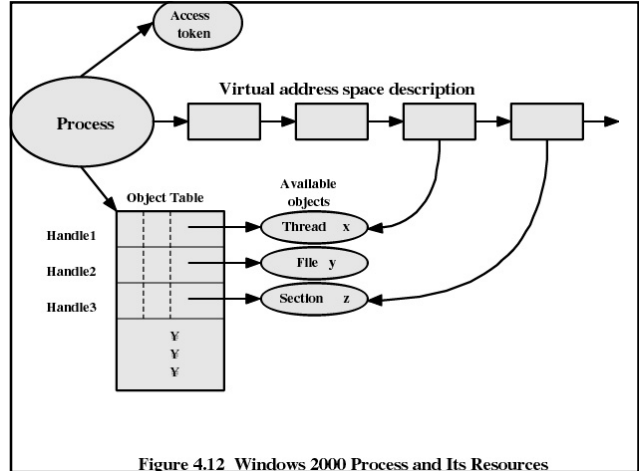 Access
token
Virtual address space description
Process
Object Table
Available
objects
Handle1
Thread x
Handle2
File y
Handle3
Section z
¥
¥
¥
Figure 4.12 Windows 2000 Process and Its Resources